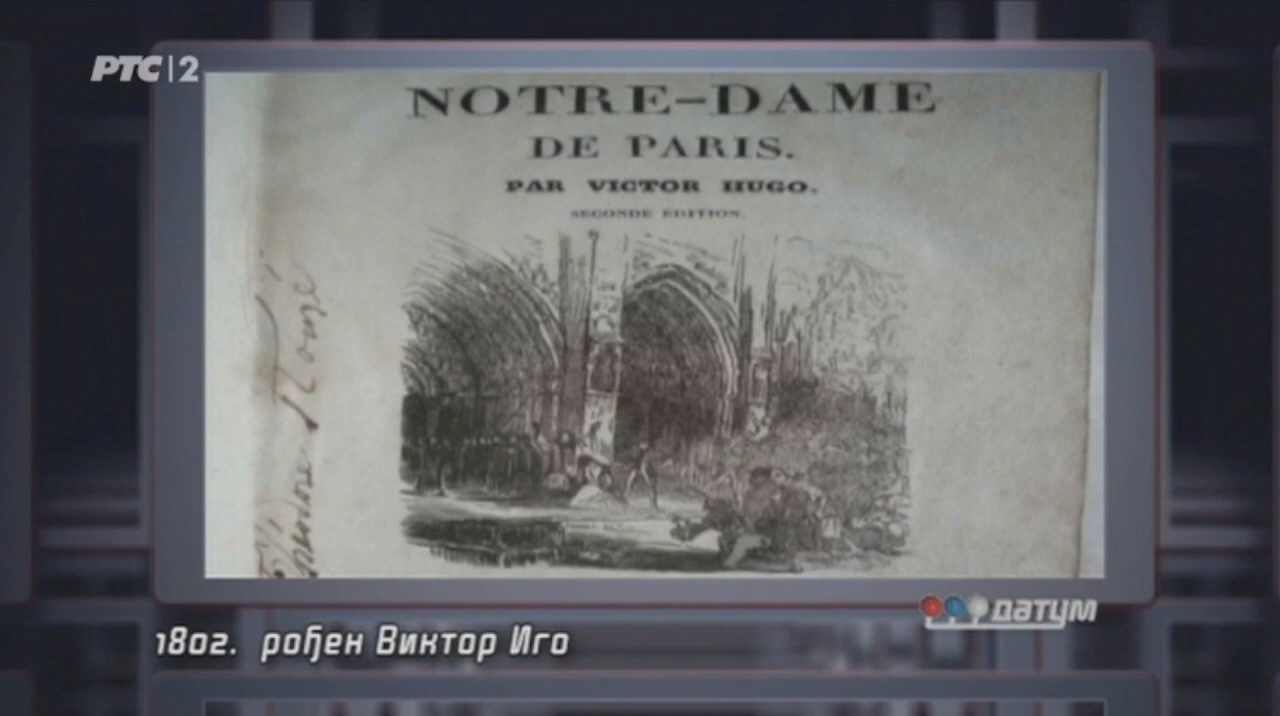 РТС|2
NOTRE-DAME
DE PARIS.
PAR VICTOR HUGO.
SECONDE EDITION.
датум
1802. рођен Виктор Иго